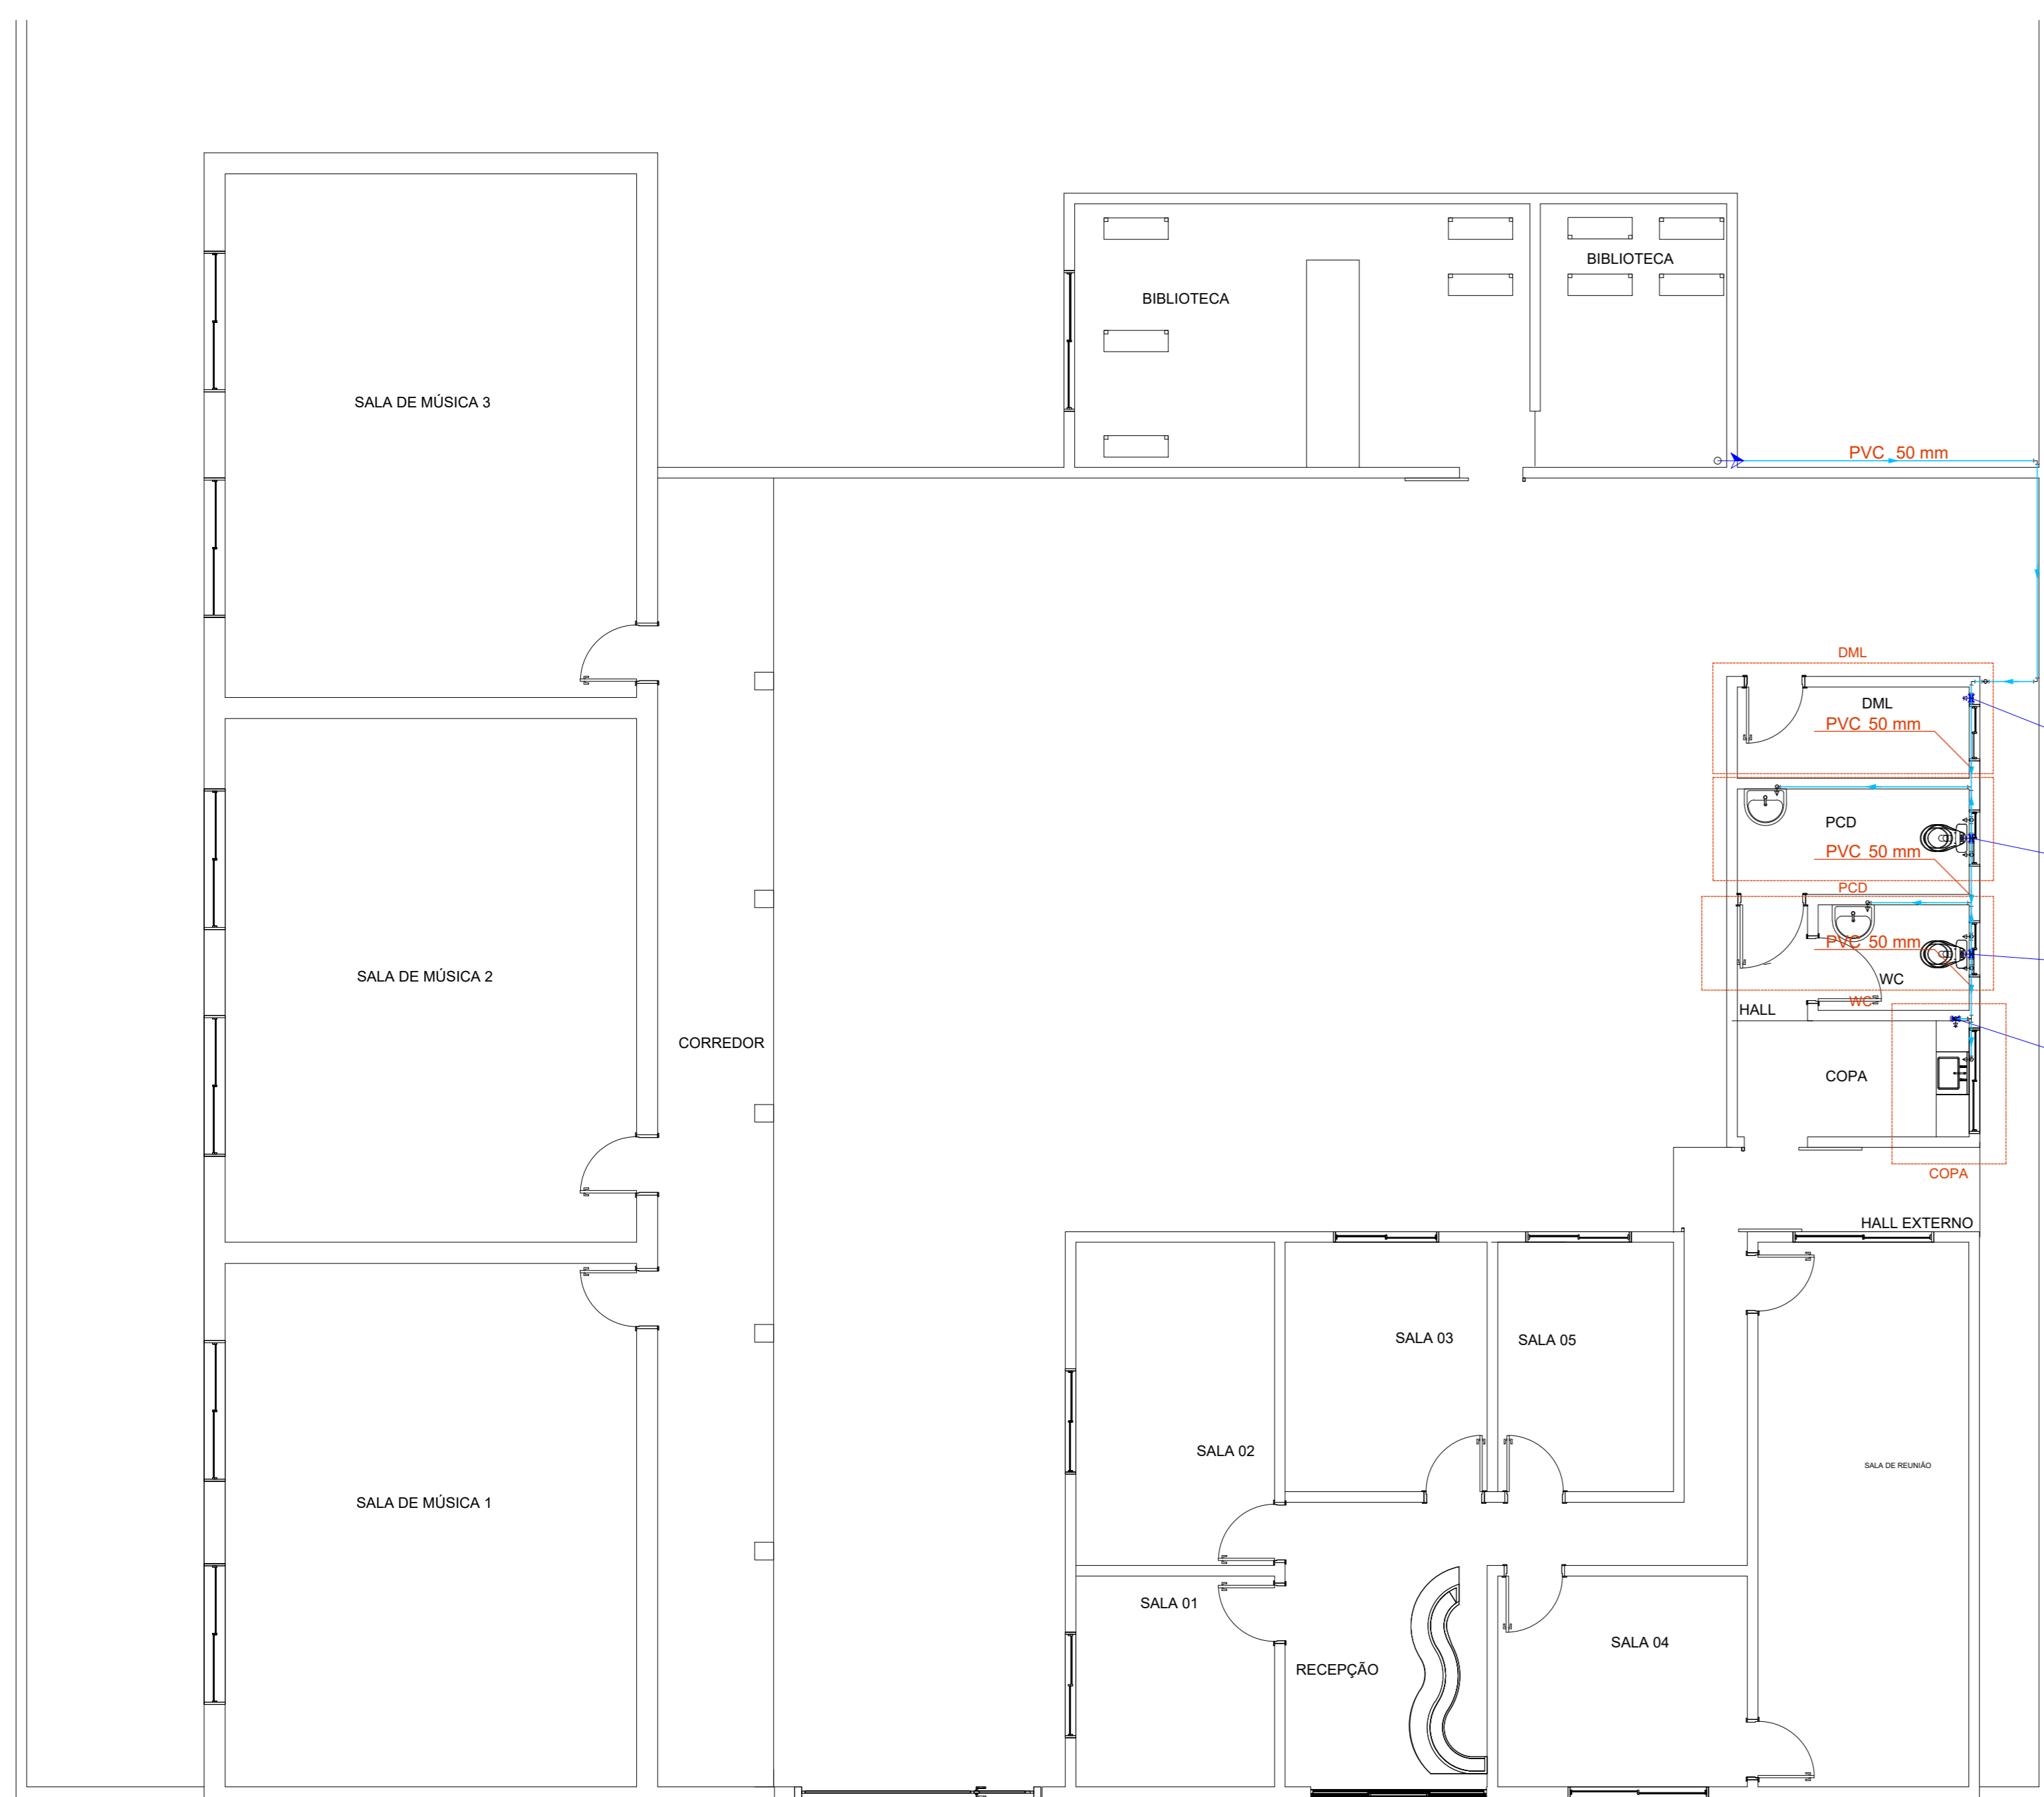 BIBLIOTECA
BIBLIOTECA
SALA DE MÚSICA 3
PVC 50 mm
DML
DML
PVC 50 mm
PCD
PVC 50 mm
PCD
PVC 50 mm
WC
WC
HALL
SALA DE MÚSICA 2
CORREDOR
COPA
COPA
HALL EXTERNO
SALA 03
SALA 05
SALA 02
SALA DE REUNIÃO
SALA DE MÚSICA 1
SALA 01
SALA 04
RECEPÇÃO